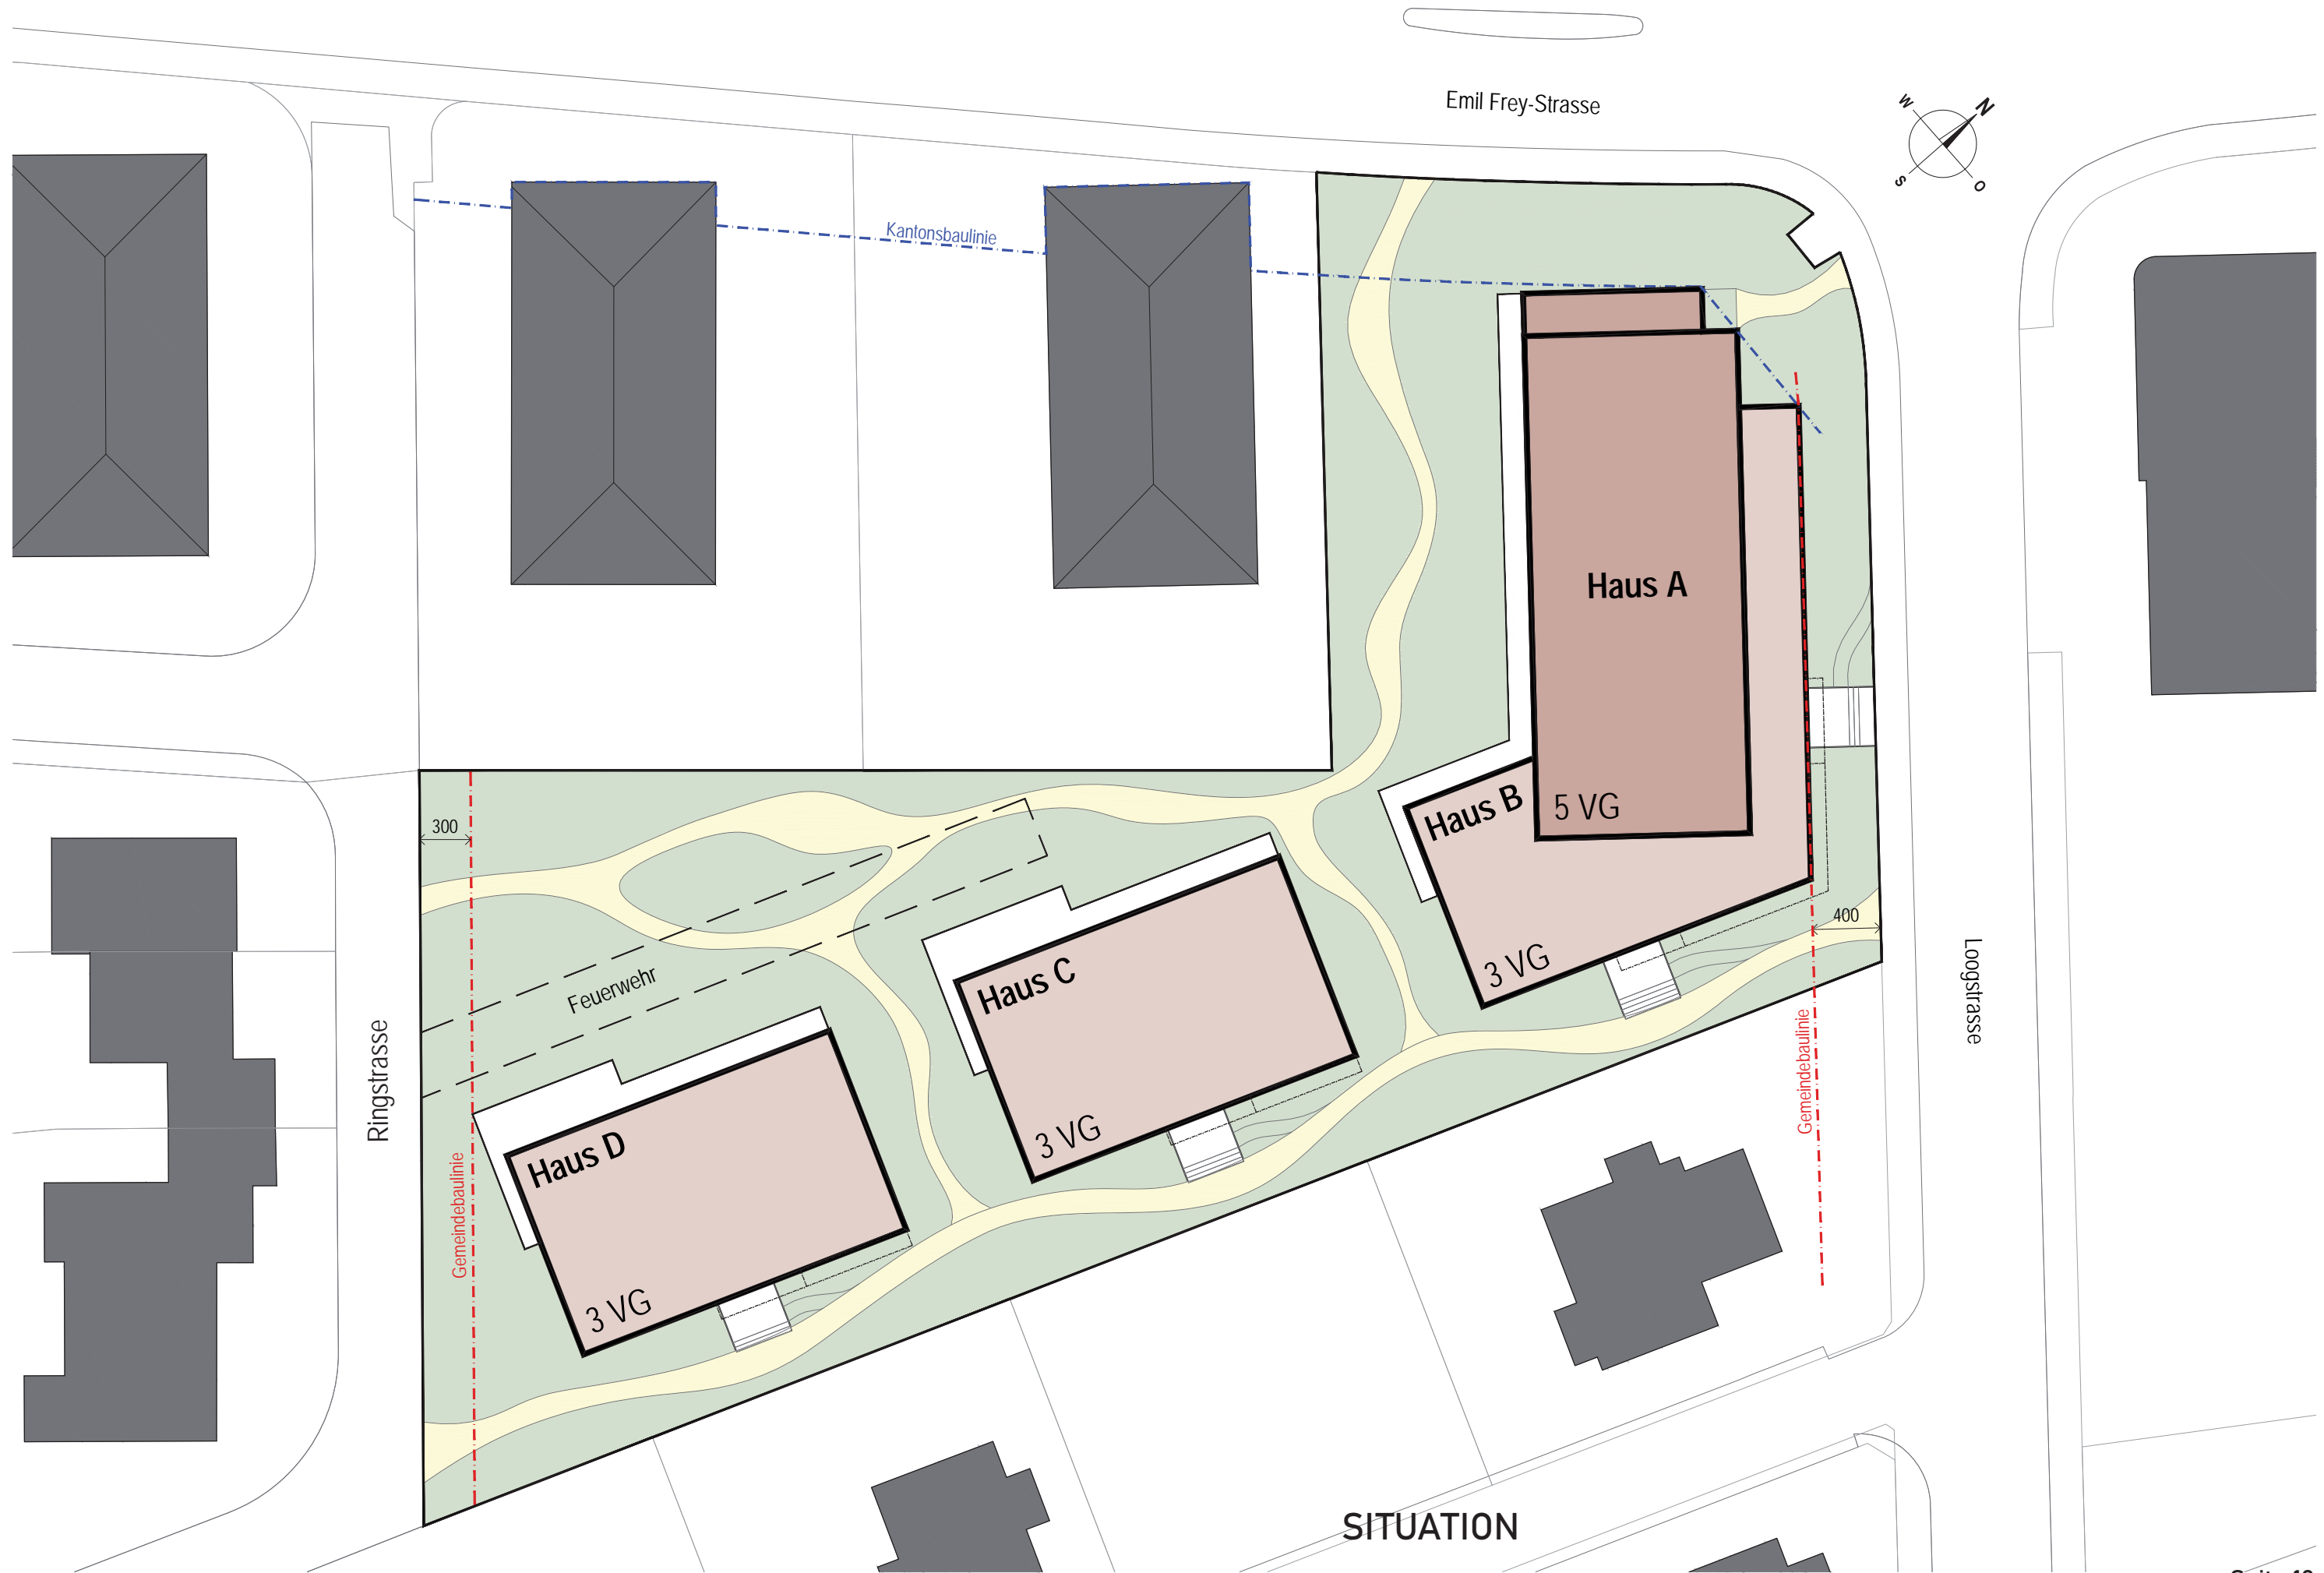 Emil Frey-Strasse
N
W
S
O
Kantonsbaulinie
Haus A
5 VG
Haus B
3 VG
300
400
Feuerwehr
Haus C
3 VG
Haus D
3 VG
Ringstrasse
Loogstrasse
Gemeindebaulinie
Gemeindebaulinie
SITUATION